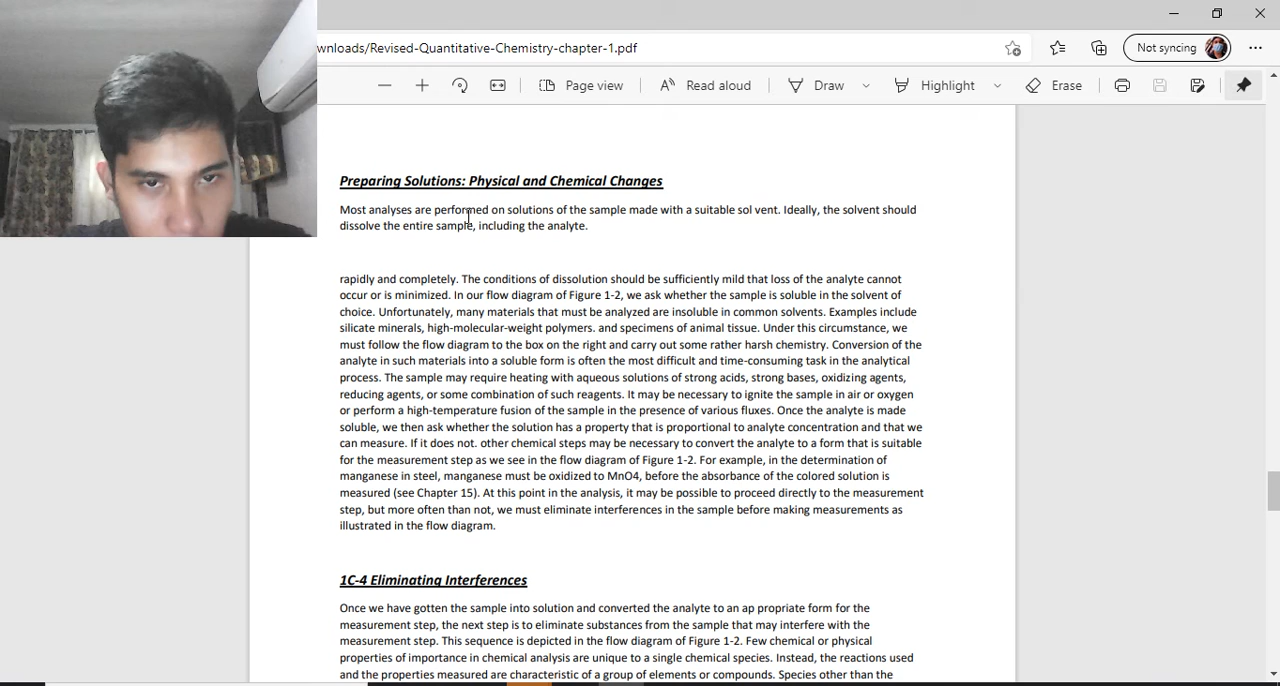 wnloads/Revised-Quantitative-Chemistry-chapter-1.pdf
Not syncing
Page view
Read aloud
Draw
Highlight
Erase
Preparing Solutions: Physical and Chemical Changes
Most analyses are performed on solutions of the sample made with a suitable sol vent. Ideally, the solvent should
dissolve the entire sample, including the analyte.
rapidly and completely. The conditions of dissolution should be sufficiently mild that loss of the analyte cannot
occur or is minimized. In our flow diagram of Figure 1-2, we ask whether the sample is soluble in the solvent of
choice. Unfortunately, many materials that must be analyzed are insoluble in common solvents. Examples include
silicate minerals, high-molecular-weight polymers. and specimens of animal tissue. Under this circumstance, we
must follow the flow diagram to the box on the right and carry out some rather harsh chemistry. Conversion of the
analyte in such materials into a soluble form is often the most difficult and time-consuming task in the analytical
process. The sample may require heating with aqueous solutions of strong acids, strong bases, oxidizing agents,
reducing agents, or some combination of such reagents. It may be necessary to ignite the sample in air or oxygen
or perform a high-temperature fusion of the sample in the presence of various fluxes. Once the analyte is made
soluble, we then ask whether the solution has a property that is proportional to analyte concentration and that we
can measure. If it does not. other chemical steps may be necessary to convert the analyte to a form that is suitable
for the measurement step as we see in the flow diagram of Figure 1-2. For example, in the determination of
manganese in steel, manganese must be oxidized to MnO4, before the absorbance of the colored solution is
measured (see Chapter 15). At this point in the analysis, it may be possible to proceed directly to the measurement
step, but more often than not, we must eliminate interferences in the sample before making measurements as
illustrated in the flow diagram.
1C-4 Eliminating Interferences
Once we have gotten the sample into solution and converted the analyte to an ap propriate form for the
measurement step, the next step is to eliminate substances from the sample that may interfere with the
measurement step. This sequence is depicted in the flow diagram of Figure 1-2. Few chemical or physical
properties of importance in chemical analysis are unique to a single chemical species. Instead, the reactions used
and the properties measured are characteristic of a group of elements or compounds. Species other than the